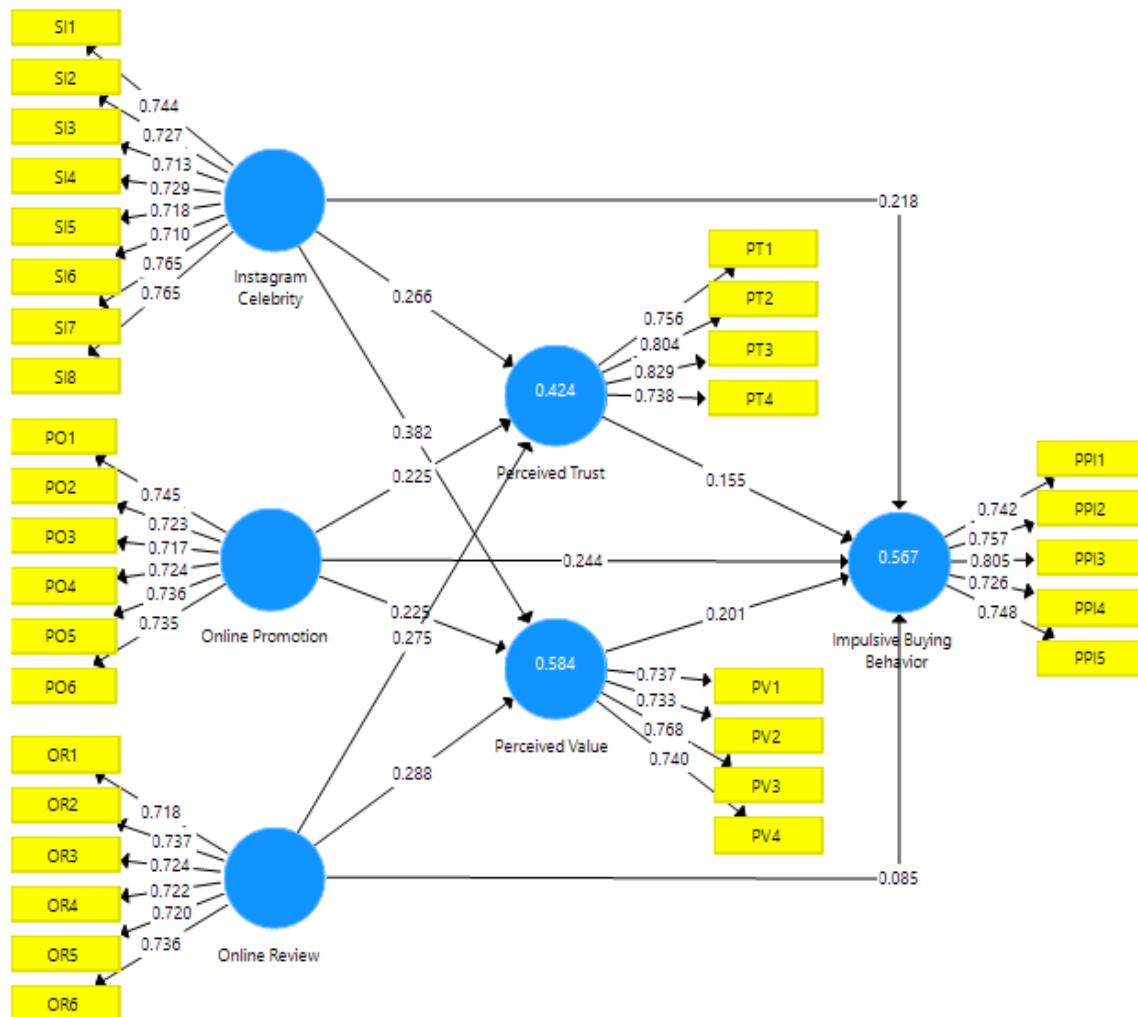 SI1
SI2
SI3
SI4
SI5
SI6
SI7
SI8
0.744
0.727
0.713
0.729
0.718
0.710
0.765
0.765
Instagram
Celebrity
0.218
0.266
0.382
PT1
PT2
PT3
PT4
0.756
0.804
0.829
0.738
0.424
Perceived Trust
0.155
PO1
PO2
PO3
PO4
PO5
PO6
0.745
0.723
0.717
0.724
0.736
0.735
Online Promotion
0.225
0.244
0.225
0.275
PPI1
PPI2
PPI3
PPI4
PPI5
0.742
0.757
0.805
0.726
0.748
0.567
Impulsive Buying
Behavior
0.201
0.584
Perceived Value
PV1
PV2
PV3
PV4
0.737
0.733
0.768
0.740
OR1
OR2
OR3
OR4
OR5
OR6
0.718
0.737
0.724
0.722
0.720
0.736
Online Review
0.288
0.085